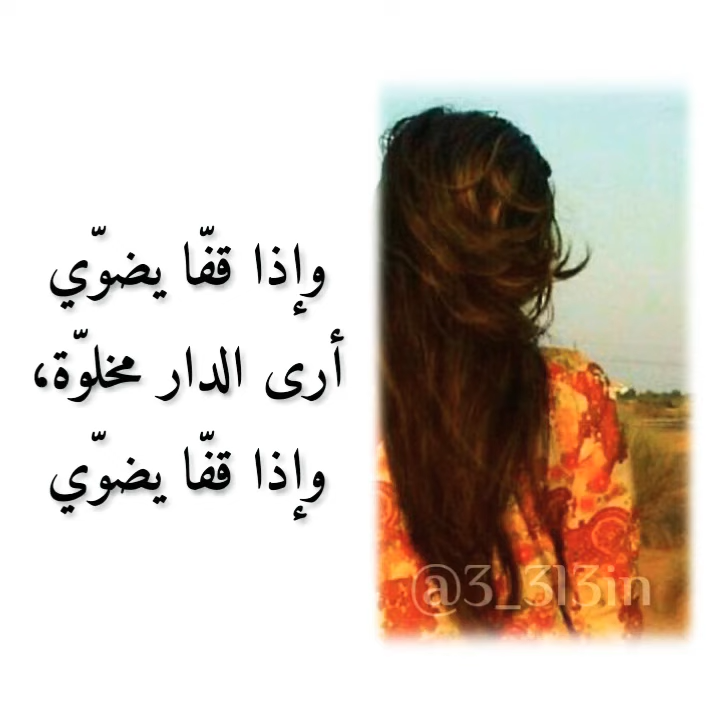 وإذا قفّا يضوّي
أرى الدار مخلوّة،
وإذا قفّا يضوّي
@3_313in